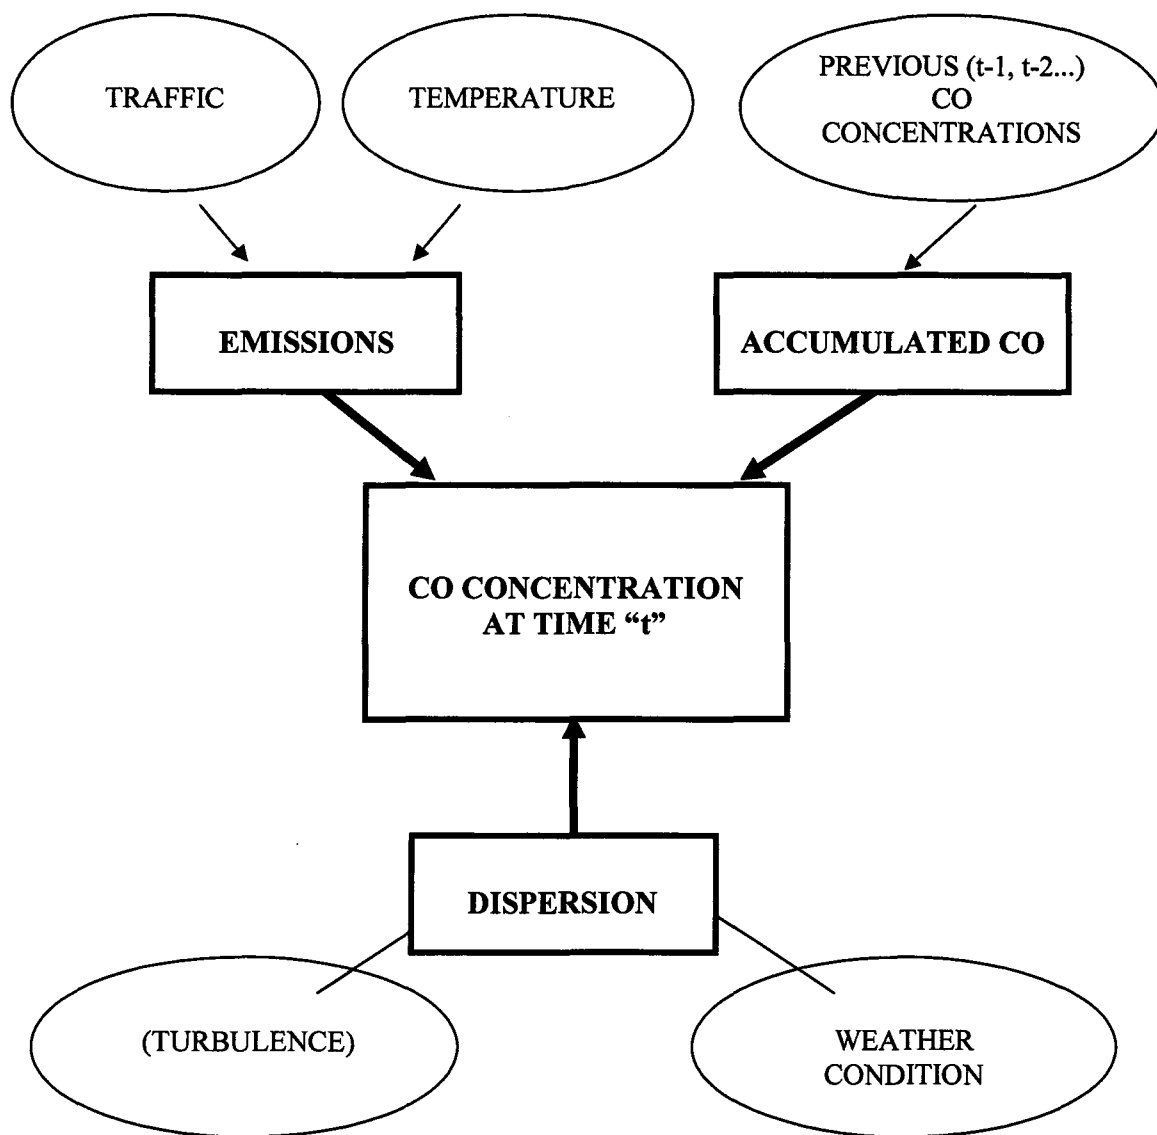 TRAFFIC
TEMPERATURE
PREVIOUS (t-1, t-2...)
CO
CONCENTRATIONS
EMISSIONS
ACCUMULATED CO
CO CONCENTRATION
AT TIME “t”
DISPERSION
(TURBULENCE)
WEATHER
CONDITION